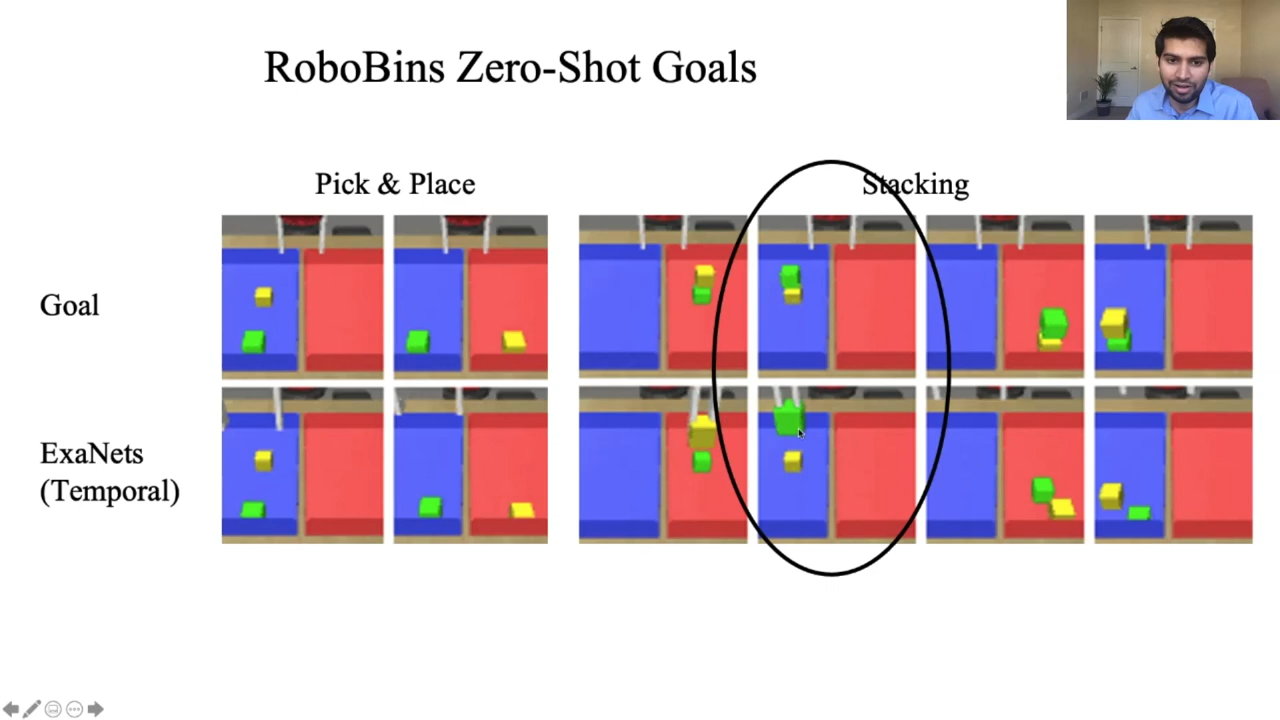 RoboBins Zero-Shot Goals
Pick & Place
Stacking
Goal
ExaNets
(Temporal)